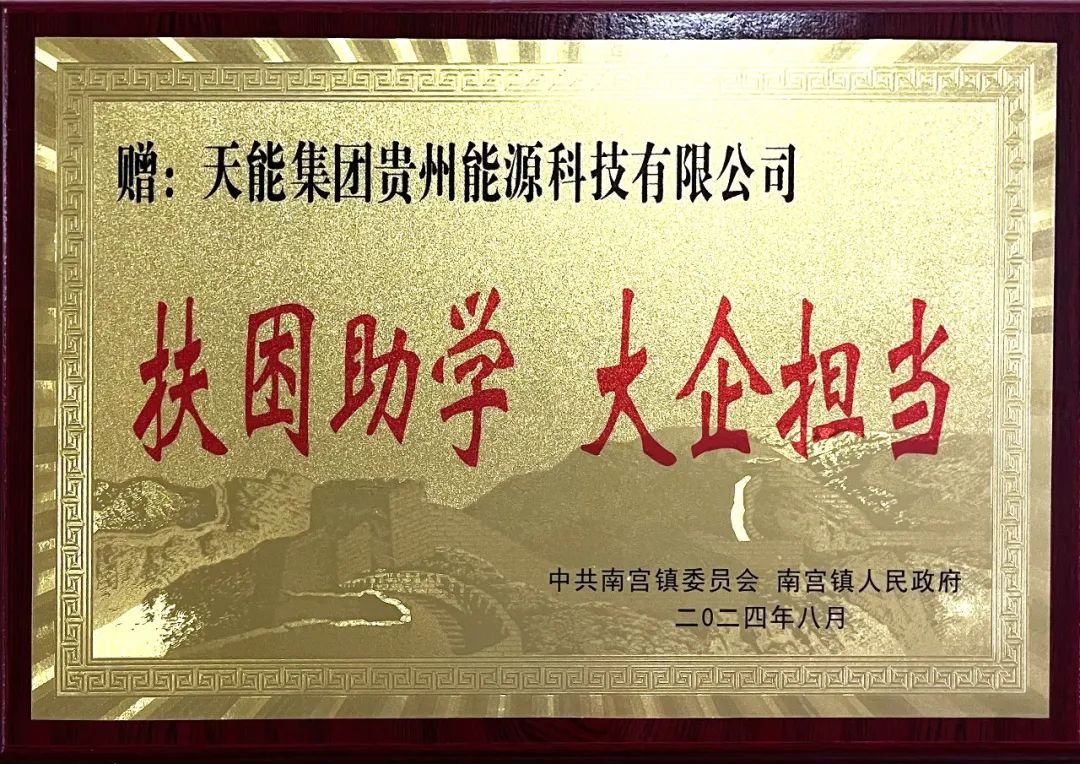 赠：天能集团贵州能源科技有限公司
扶困助学 大企担当
中共南宫镇委员会 南宫镇人民政府
二0二四年八月